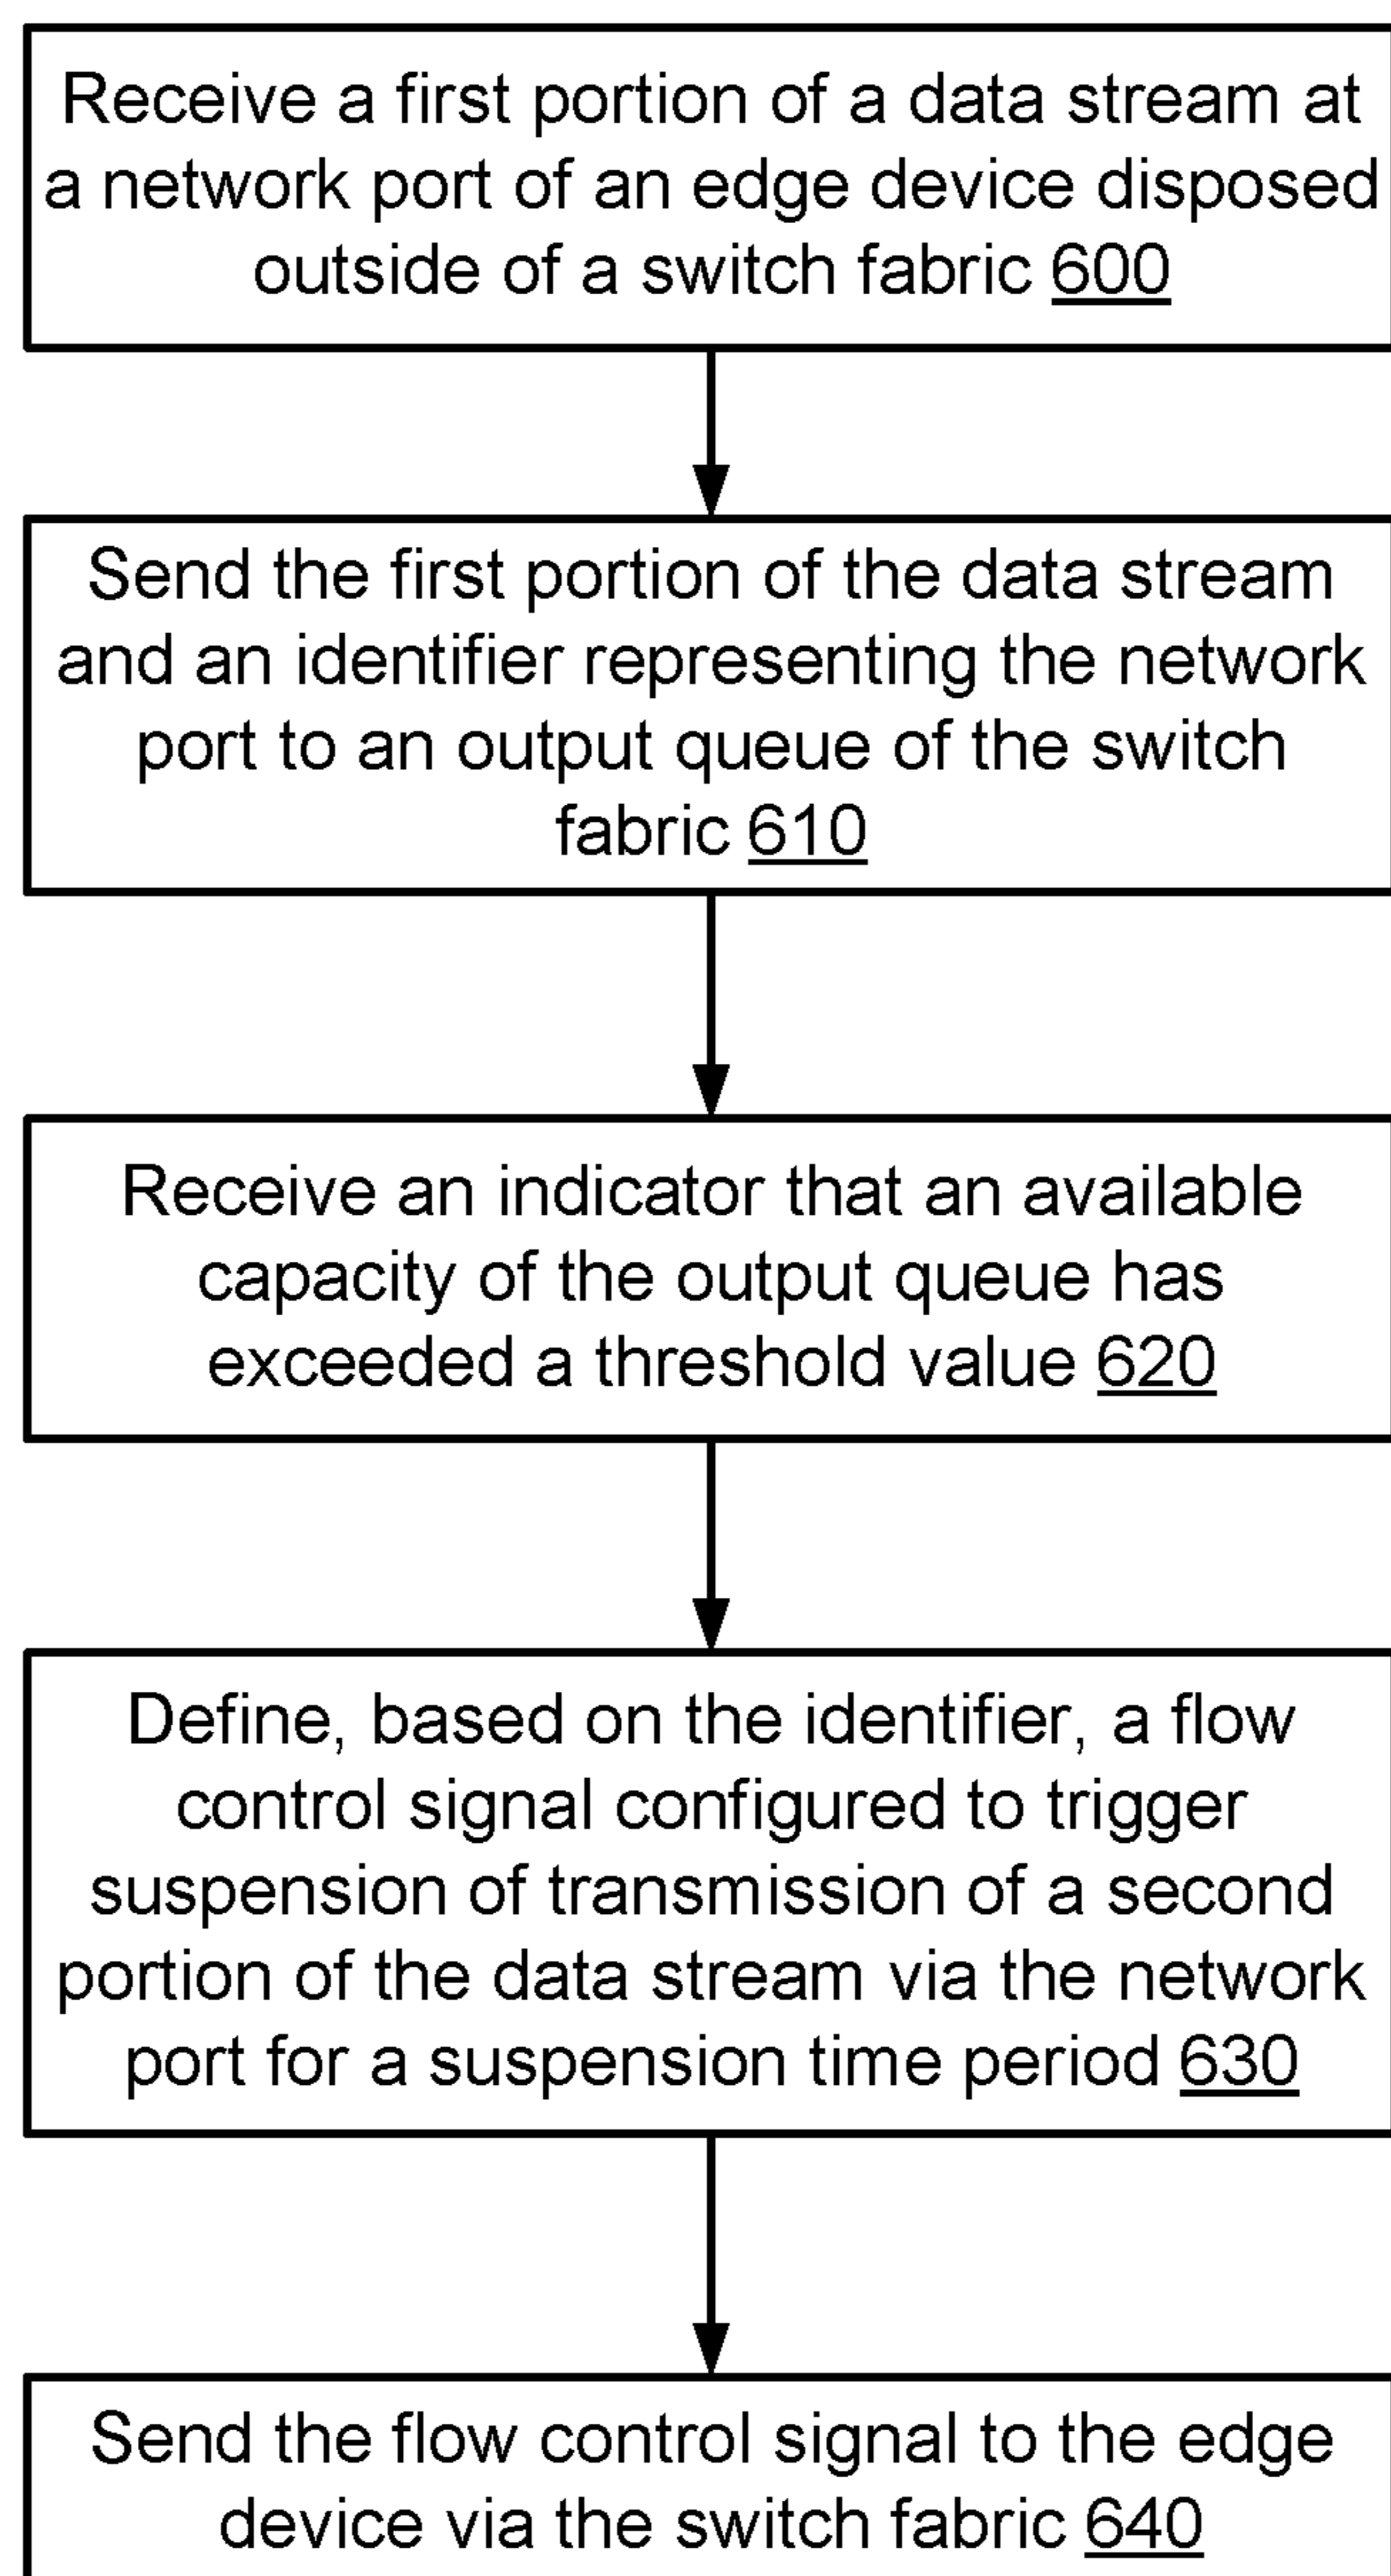 Receive a first portion of a data stream at
a network port of an edge device disposed
outside of a switch fabric 600
Send the first portion of the data stream
and an identifier representing the network
port to an output queue of the switch
fabric 610
Receive an indicator that an available
capacity of the output queue has
exceeded a threshold value 620
Define, based on the identifier, a flow
control signal configured to trigger
suspension of transmission of a second
portion of the data stream via the network
port for a suspension time period 630
Send the flow control signal to the edge
device via the switch fabric 640